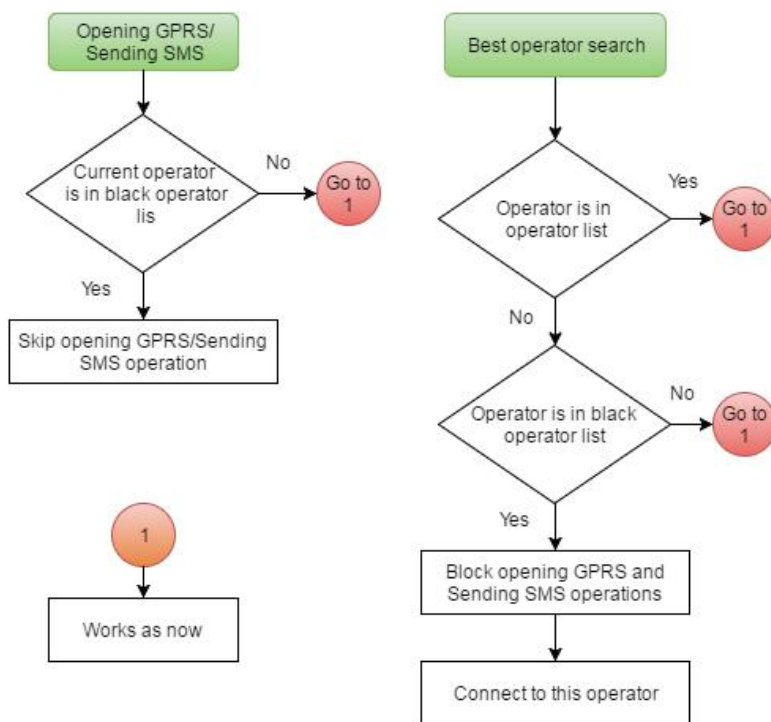 Opening GPRS/
Sending SMS
Current operator
is in black operator
lis
No
Go to
1
Yes
Skip opening GPRS/Sending
SMS operation
1
Works as now
Best operator search
Operator is in
operator list
Yes
Go to
1
No
Operator is in black
operator list
No
Go to
1
Yes
Block opening GPRS and
Sending SMS operations
Connect to this operator